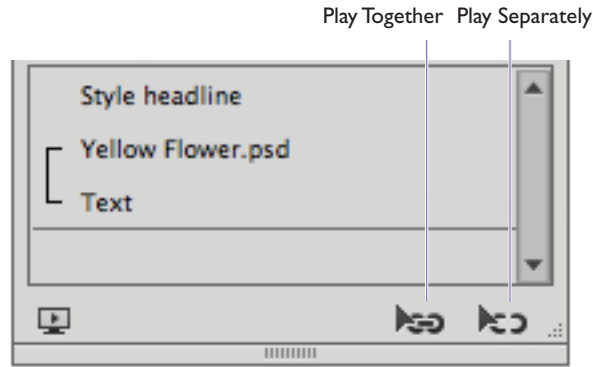 Play Together Play Separately
Style headline
Yellow Flower.psd
Text